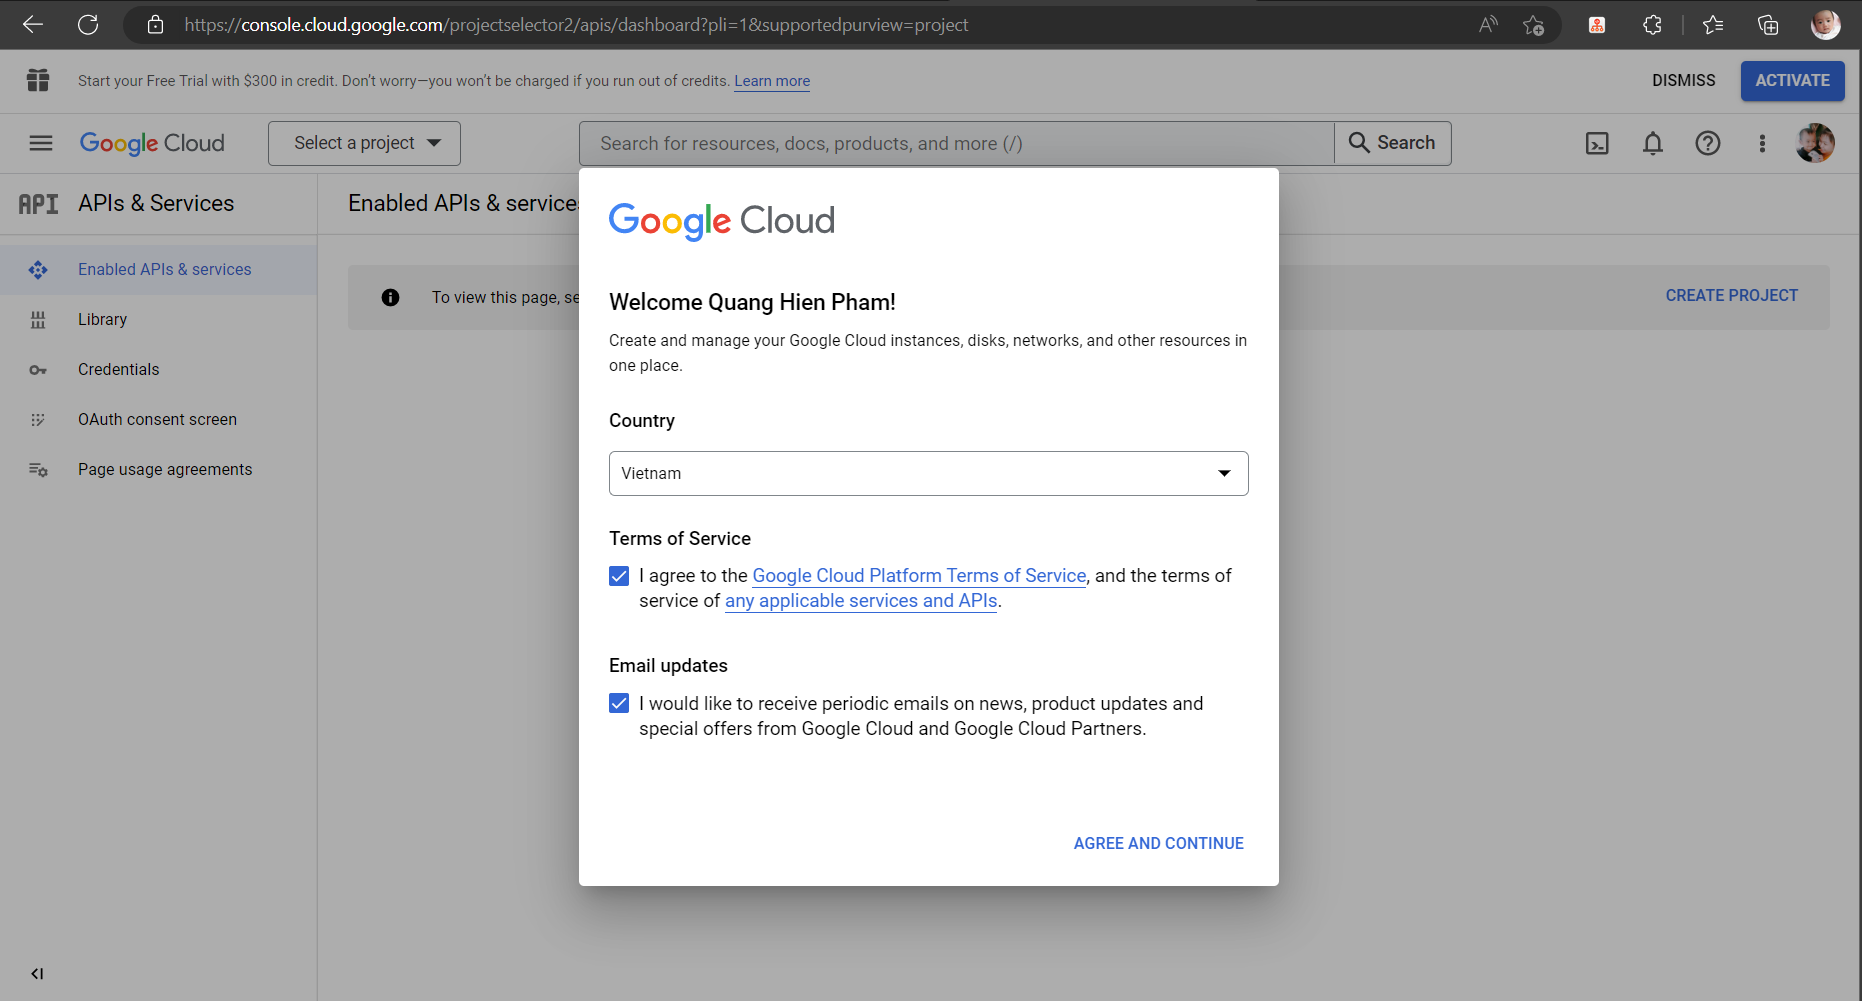 https://console.cloud.google.com/projectselector2/apis/dashboard?pli=1&supportedpurview=project
Start your Free Trial with $300 in credit. Don't worry—you won't be charged if you run out of credits. Learn more
DISMISS
ACTIVATE
Google Cloud
Select a project
Search for resources, docs, products, and more (/)
Search
API
APIs & Services
Enabled APIs & services
Library
Credentials
OAuth consent screen
Page usage agreements
Enabled APIs & services
To view this page, se
CREATE PROJECT
Google Cloud
Welcome Quang Hien Pham!
Create and manage your Google Cloud instances, disks, networks, and other resources in
one place.
Country
Vietnam
Terms of Service
I agree to the Google Cloud Platform Terms of Service, and the terms of
service of any applicable services and APIs.
Email updates
I would like to receive periodic emails on news, product updates and
special offers from Google Cloud and Google Cloud Partners.
AGREE AND CONTINUE